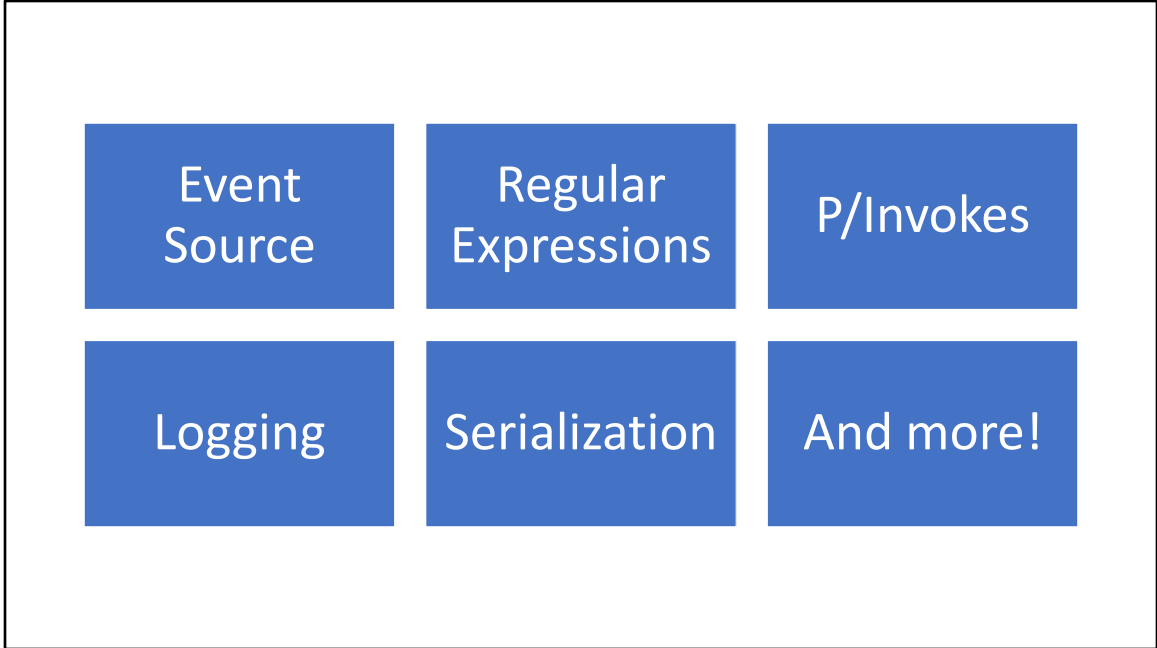 Event
Source
Regular
Expressions
P/Invokes
Logging
Serialization
And more!